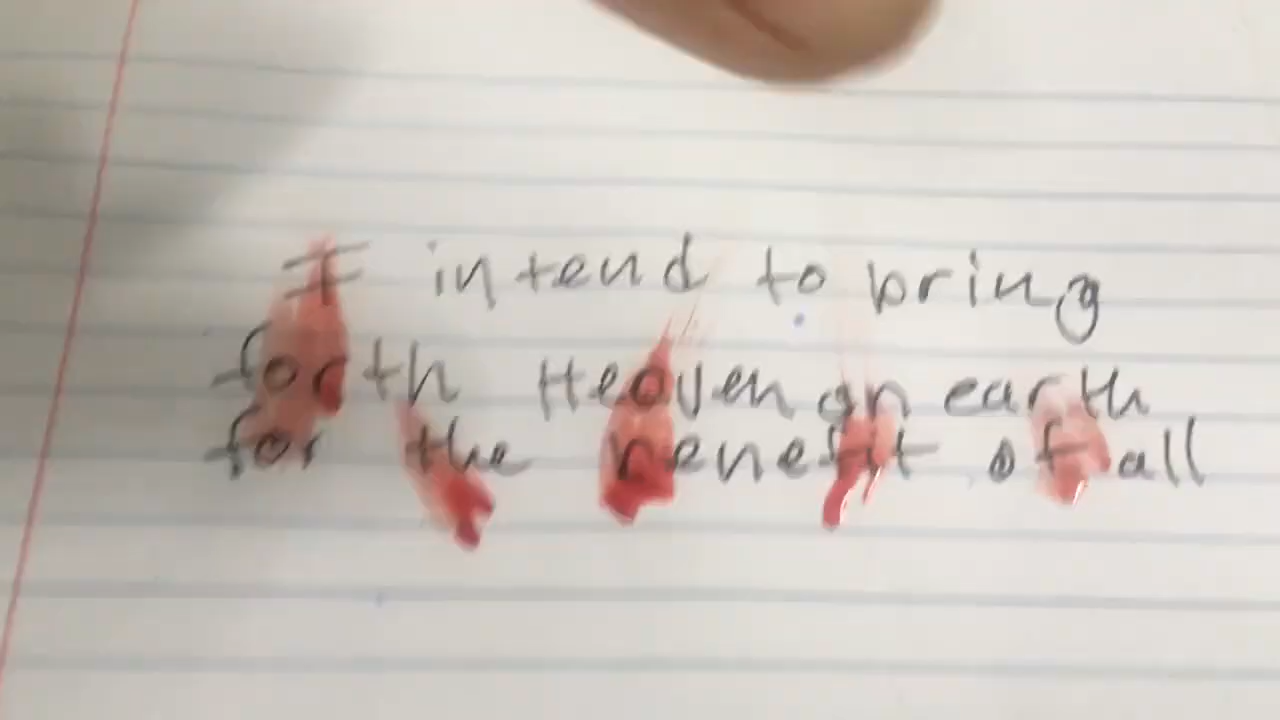 I intend to bring
forth Heaven on earth
for the benefit of all